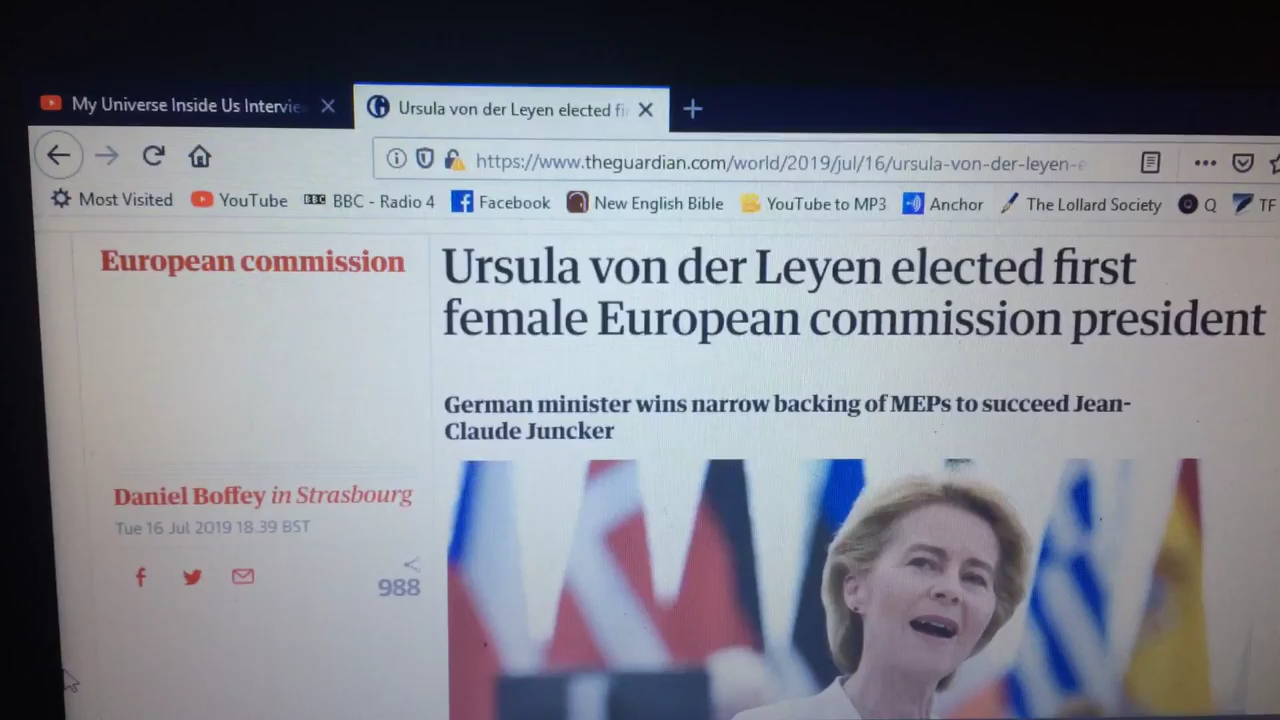 My Universe Inside Us Intervie
Ursula von der Leyen elected fi
https://www.theguardian.com/world/2019/jul/16/ursula-von-der-leyen-e
Most Visited YouTube BBC BBC - Radio 4 Facebook New English Bible YouTube to MP3 Anchor The Lollard Society Q TF
European commission
Ursula von der Leyen elected first
female European commission president
German minister wins narrow backing of MEPs to succeed Jean-
Claude Juncker
Daniel Boffey in Strasbourg
Tue 16 Jul 2019 18.39 BST
988